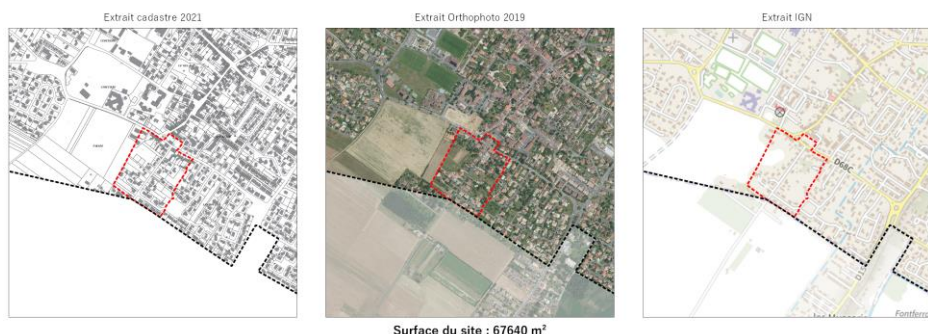 Extrait cadastre 2021
Extrait Orthophoto 2019
Extrait IGN
D68C
Fontferr
Surface du site : 67640 m²